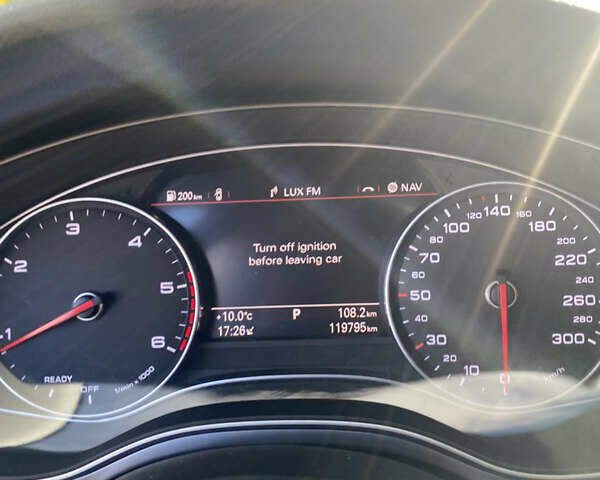 200 km
LUX FM
NAV
Turn off ignition
before leaving car
+10.0°C
P
108.2 km
17:26
119795 km
1
2
3
4
5
6
READY
OFF
1/min x 1000
0
10
20
30
50
70
80
100
120
140
160
180
200
220
240
260
280
300
km/h